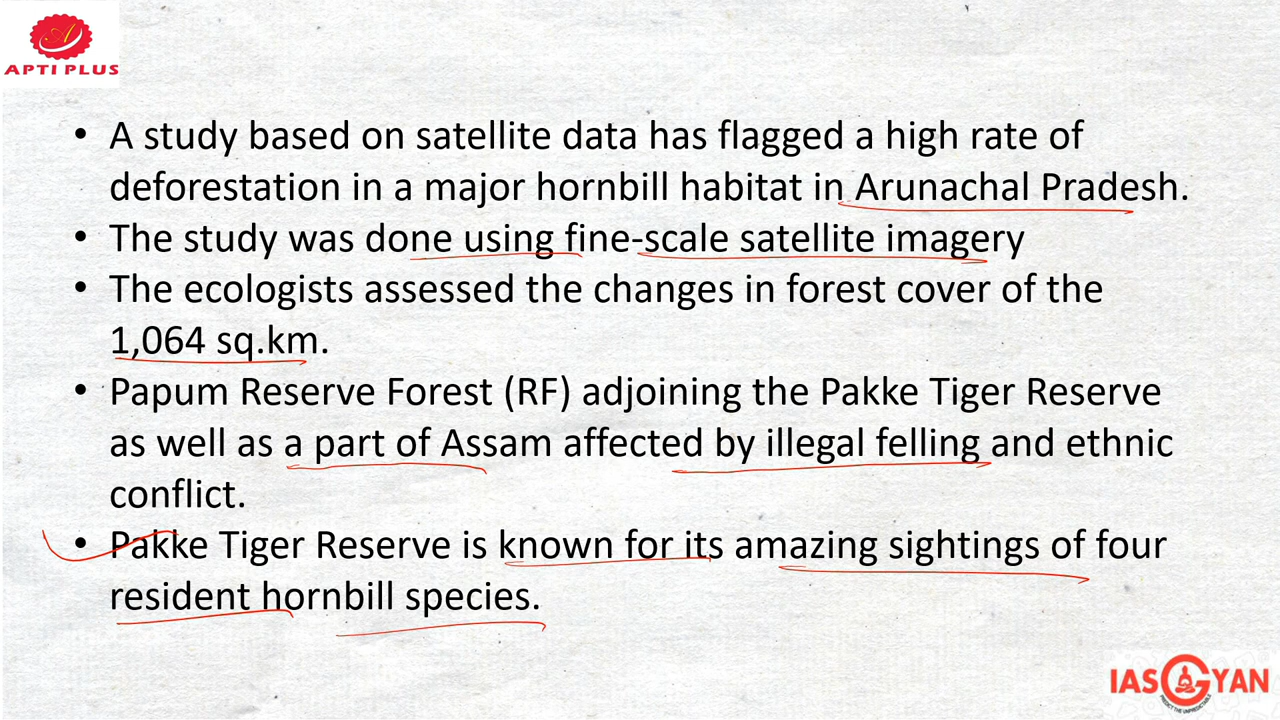 APTI PLUS
• A study based on satellite data has flagged a high rate of
deforestation in a major hornbill habitat in Arunachal Pradesh.
• The study was done using fine-scale satellite imagery
• The ecologists assessed the changes in forest cover of the
1,064 sq.km.
• Papum Reserve Forest (RF) adjoining the Pakke Tiger Reserve
as well as a part of Assam affected by illegal felling and ethnic
conflict.
• Pakke Tiger Reserve is known for its amazing sightings of four
resident hornbill species.
IAS GYAN
PREDICT THE UNPREDICTABLE